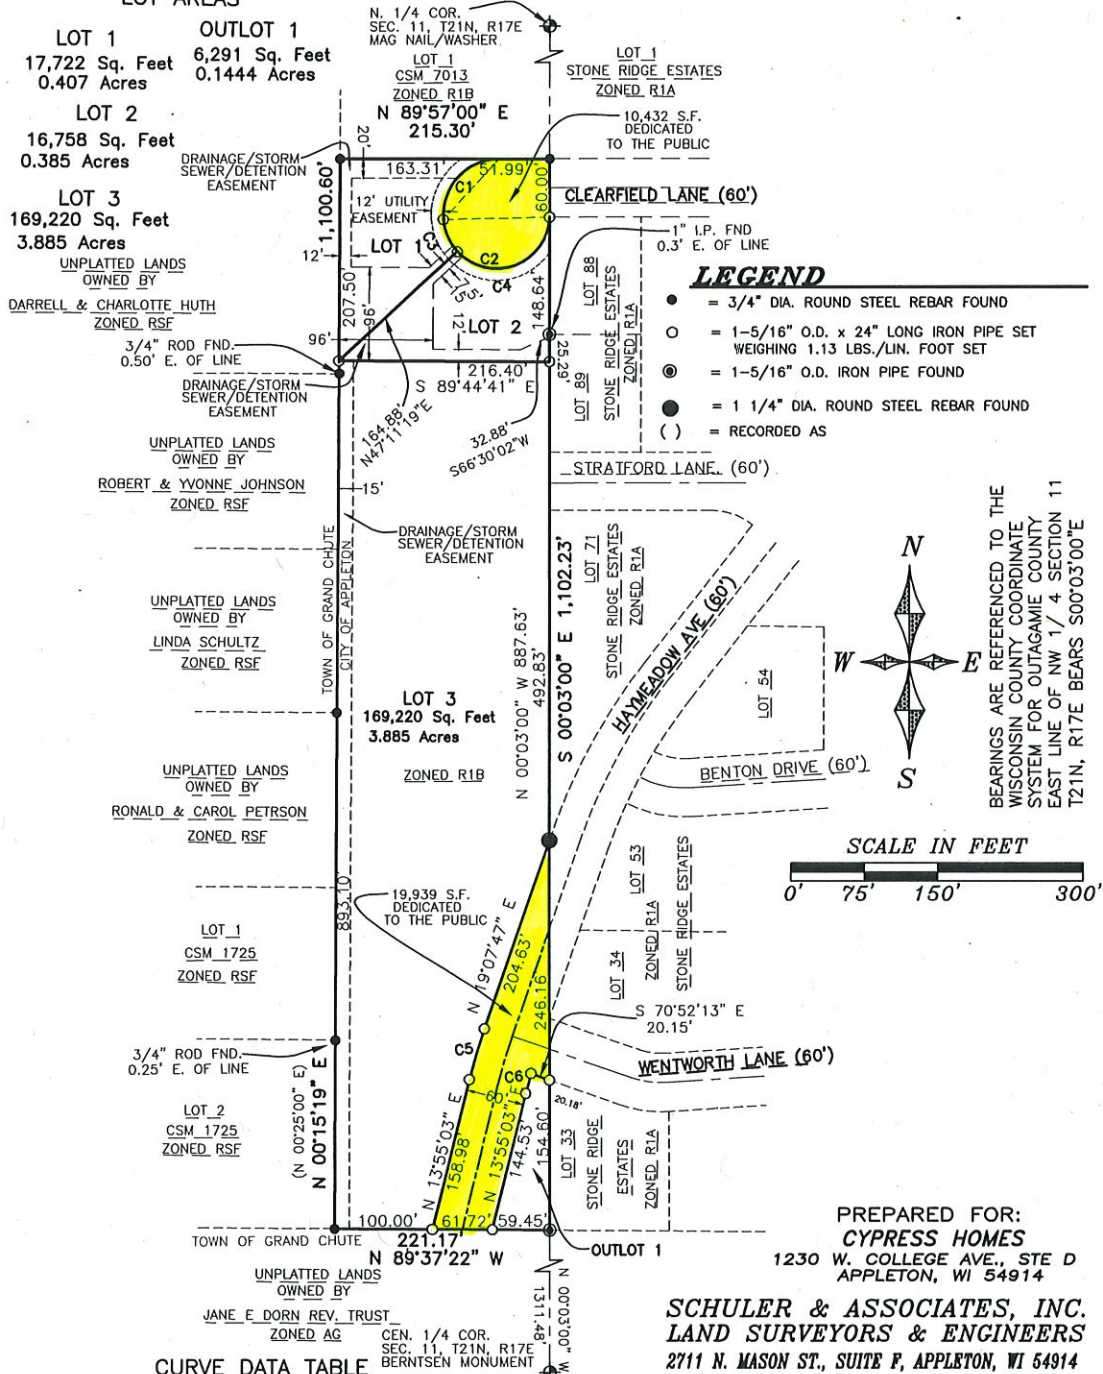 LOT AREAS
LOT 1
17,722 Sq. Feet
0.407 Acres
OUTLOT 1
6,291 Sq. Feet
0.1444 Acres
LOT 2
16,758 Sq. Feet
0.385 Acres
LOT 3
169,220 Sq. Feet
3.885 Acres
N. 1/4 COR.
SEC. 11, T21N, R17E
MAG NAIL/WASHER
LOT 1
CSM 7013
ZONED R1B
N 89°57'00" E
215.30'
LOT 1
STONE RIDGE ESTATES
ZONED R1A
10,432 S.F.
DEDICATED
TO THE PUBLIC
DRAINAGE/STORM
SEWER/DETENTION
EASEMENT
20'
163.31'
51.99'
60.00'
1,100.60'
C1
12' UTILITY
EASEMENT
CLEARFIELD LANE (60')
1" I.P. FND
0.3' E. OF LINE
12'
LOT 1
C3
C2
C4
7.5'
15'
207.50'
96'
96'
12'
LOT 2
148.64'
25.29'
LOT 88
STONE RIDGE ESTATES
ZONED R1A
LOT 89
UNPLATTED LANDS
OWNED BY
DARRELL & CHARLOTTE HUTH
ZONED RSF
3/4" ROD FND.
0.50' E. OF LINE
216.40'
S 89°44'41" E
DRAINAGE/STORM
SEWER/DETENTION
EASEMENT
164.88'
N47°11'19"E
32.88'
S66°30'02"W
LEGEND
= 3/4" DIA. ROUND STEEL REBAR FOUND
= 1-5/16" O.D. x 24" LONG IRON PIPE SET
WEIGHING 1.13 LBS./LIN. FOOT SET
= 1-5/16" O.D. IRON PIPE FOUND
= 1 1/4" DIA. ROUND STEEL REBAR FOUND
( ) = RECORDED AS
UNPLATTED LANDS
OWNED BY
ROBERT & YVONNE JOHNSON
ZONED RSF
15'
STRATFORD LANE. (60')
DRAINAGE/STORM
SEWER/DETENTION
EASEMENT
TOWN OF GRAND CHUTE
CITY OF APPLETON
LOT 71
STONE RIDGE ESTATES
ZONED R1A
HAYMEADOW AVE (60')
UNPLATTED LANDS
OWNED BY
LINDA SCHULTZ
ZONED RSF
S 00°03'00" E 1,102.23'
N 00°03'00" W 887.63'
492.83'
LOT 3
169,220 Sq. Feet
3.885 Acres
ZONED R1B
LOT 54
BENTON DRIVE (60')
N
W
E
S
BEARINGS ARE REFERENCED TO THE
WISCONSIN COUNTY COORDINATE
SYSTEM FOR OUTAGAMIE COUNTY
EAST LINE OF NW 1/4 SECTION 11
T21N, R17E BEARS S00°03'00"E
UNPLATTED LANDS
OWNED BY
RONALD & CAROL PETRSON
ZONED RSF
SCALE IN FEET
0' 75' 150' 300'
893.10'
19,939 S.F.
DEDICATED
TO THE PUBLIC
N 19°07'47" E
204.63'
246.16
LOT 53
ZONED R1A
STONE RIDGE ESTATES
LOT 34
LOT 1
CSM 1725
ZONED RSF
S 70°52'13" E
20.15'
WENTWORTH LANE (60')
3/4" ROD FND.
0.25' E. OF LINE
C5
C6
60'
20.18'
LOT 2
CSM 1725
ZONED RSF
(N 00°25'00" E)
N 00°15'19" E
N 13°55'03" E
158.98'
N 13°55'03" E
144.53'
154.60'
LOT 33
STONE RIDGE
ESTATES
ZONED R1A
100.00'
61.72'
59.45'
TOWN OF GRAND CHUTE
221.17'
N 89°37'22" W
OUTLOT 1
PREPARED FOR:
CYPRESS HOMES
1230 W. COLLEGE AVE., STE D
APPLETON, WI 54914
UNPLATTED LANDS
OWNED BY
JANE E DORN REV. TRUST
ZONED AG
CEN. 1/4 COR.
SEC. 11, T21N, R17E
BERNTSEN MONUMENT
N 00°03'00" W
1311.48'
SCHULER & ASSOCIATES, INC.
LAND SURVEYORS & ENGINEERS
2711 N. MASON ST., SUITE F, APPLETON, WI 54914
CURVE DATA TABLE